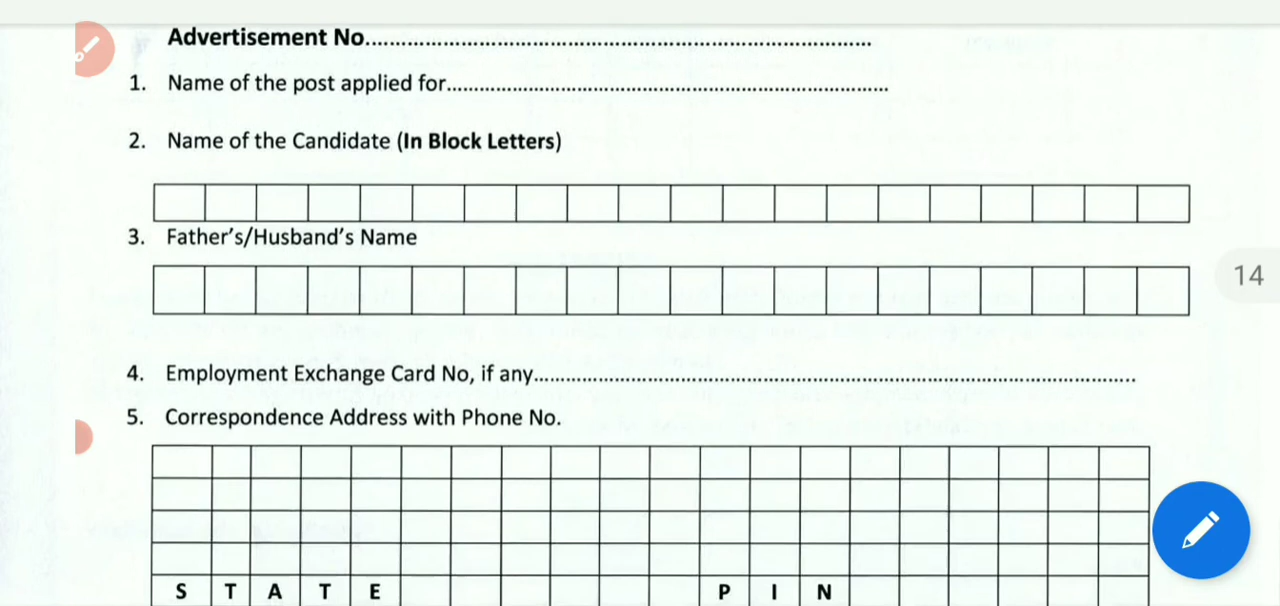 Advertisement No..........................................................................................
1. Name of the post applied for...................................................................................
2. Name of the Candidate (In Block Letters)
3. Father's/Husband's Name
14
4. Employment Exchange Card No, if any................................................................................................................
5. Correspondence Address with Phone No.
S T A T E P I N